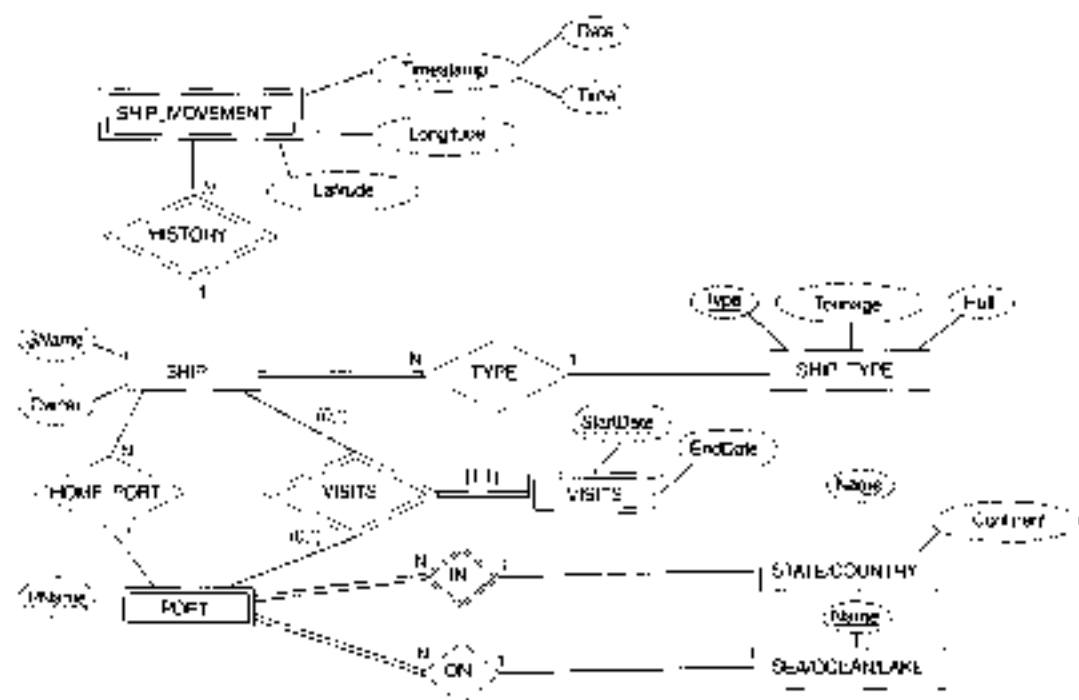 Date
Timestamp
Time
SHIP_MOVEMENT
Longitude
Latitude
N
HISTORY
1
Type
Tonnage
Hull
SName
SHIP
N
TYPE
1
SHIP_TYPE
Owner
StartDate
EndDate
N
HOME_PORT
VISITS
VISITS
Name
Continent
N
IN
STATE/COUNTRY
PName
PORT
Name
N
ON
1
SEA/OCEAN/LAKE